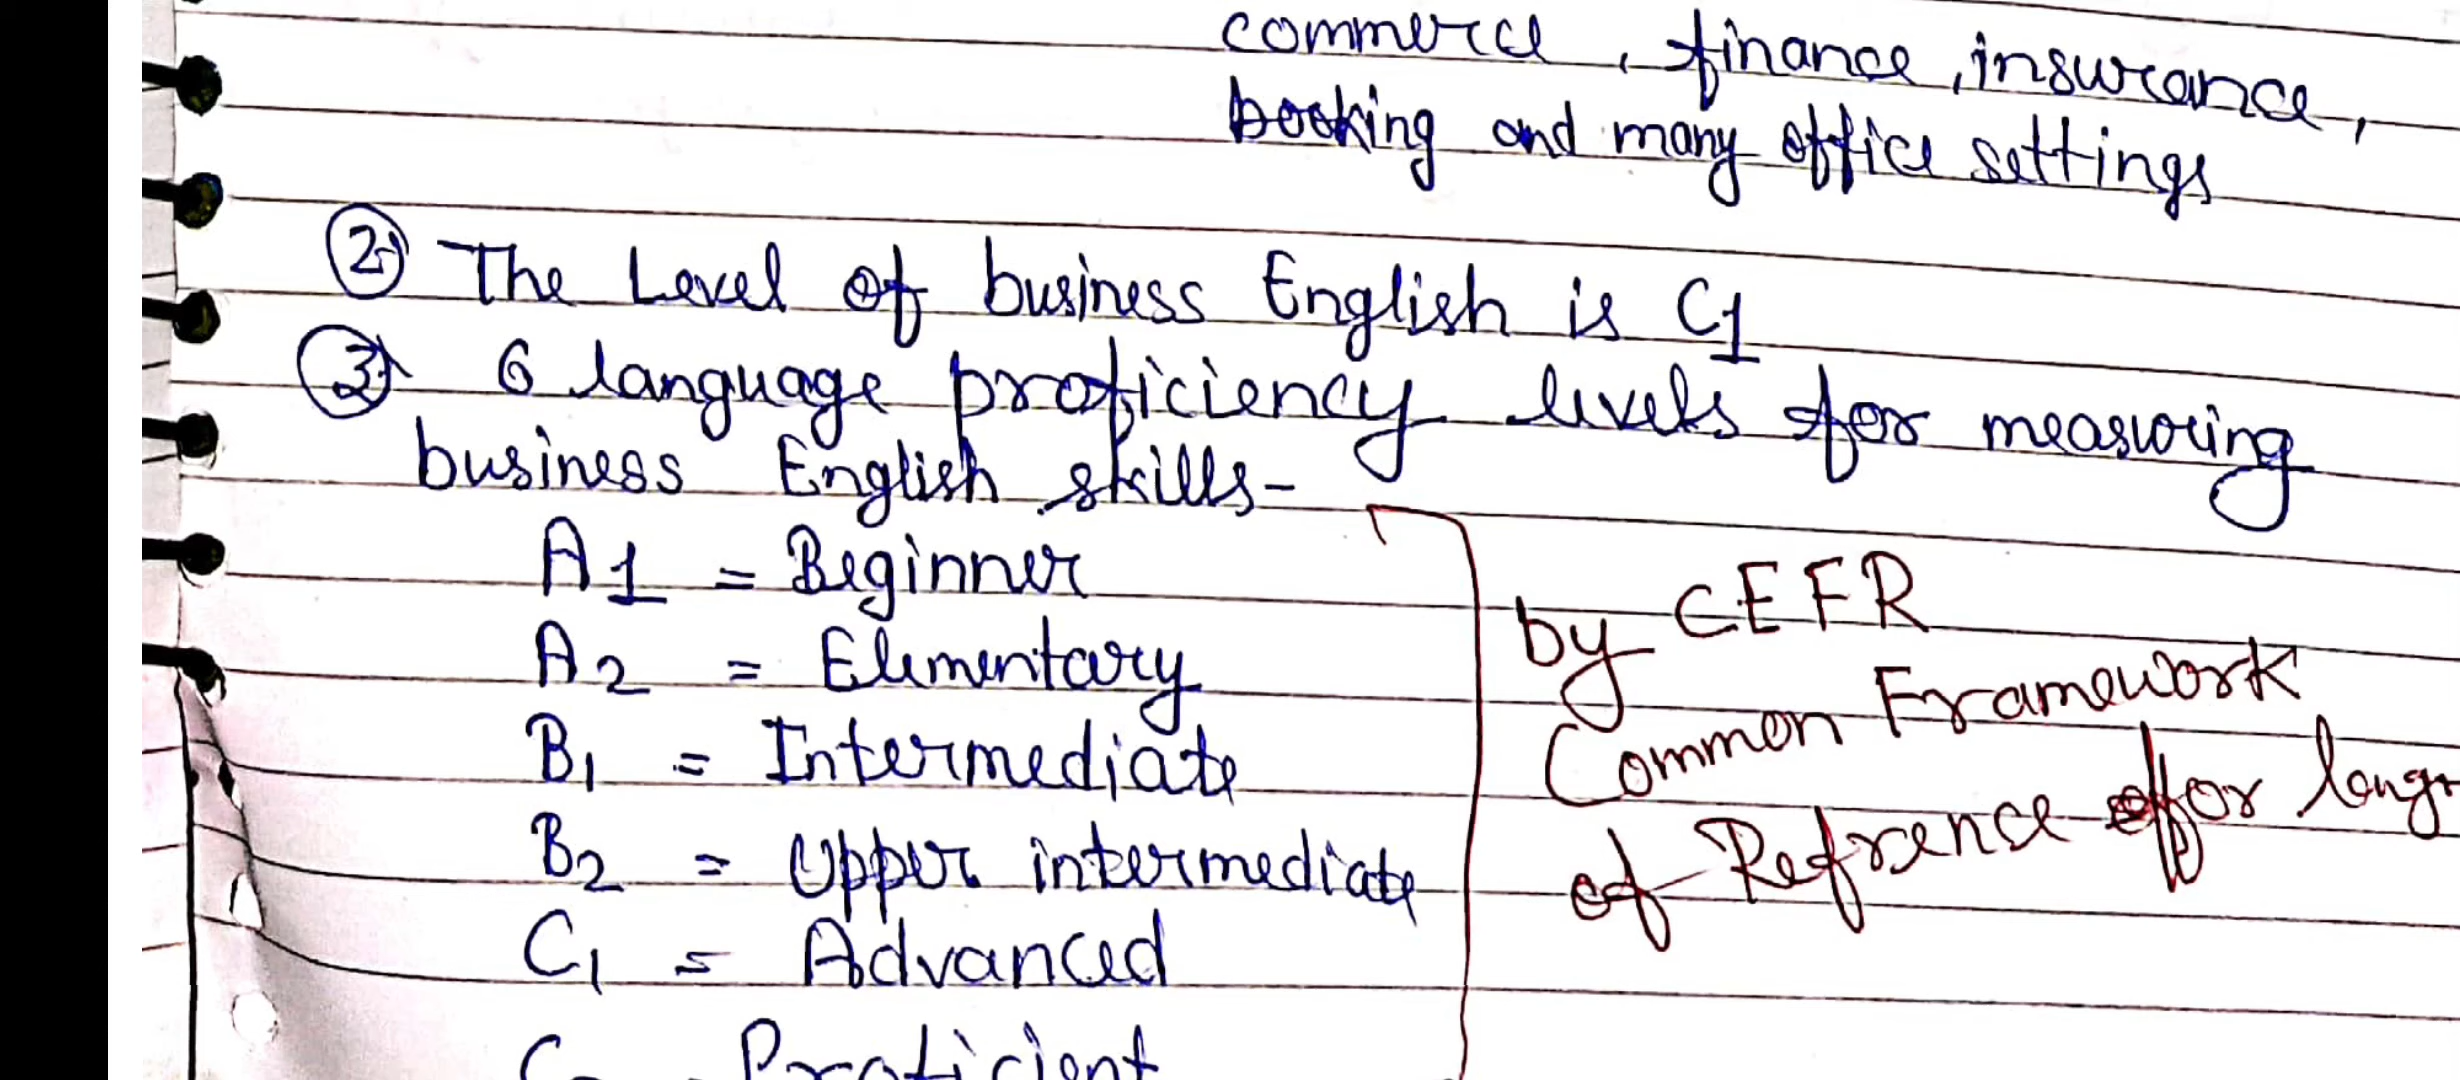 commerce, finance, insurance,
booking and many office settings
2) The Level of business English is C1
3) 6 language proficiency levels for measuring
business English skills-
A1 = Beginner
A2 = Elementary
B1 = Intermediate
B2 = Upper intermediate
C1 = Advanced
Proficient
by CEFR
Common Framework
of Refrence for